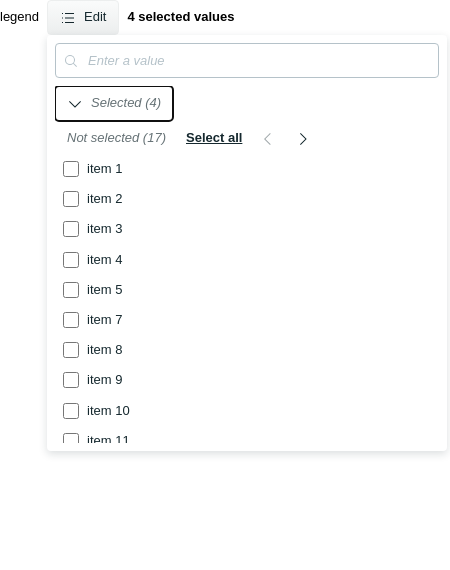 legend Edit 4 selected values
Enter a value
Selected (4)
Not selected (17) Select all
item 1
item 2
item 3
item 4
item 5
item 7
item 8
item 9
item 10
item 11